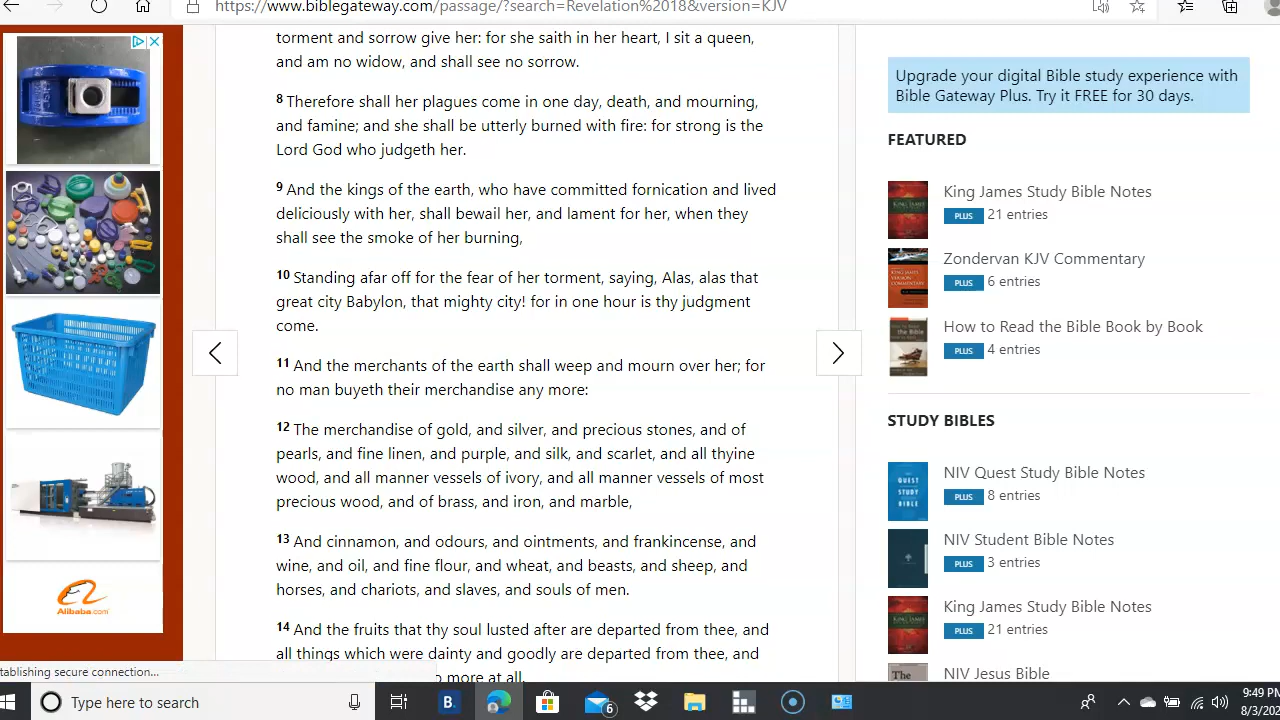 https://www.biblegateway.com/passage/?search=Revelation%2018&version=KJV
torment and sorrow give her: for she saith in her heart, I sit a queen,
and am no widow, and shall see no sorrow.
8 Therefore shall her plagues come in one day, death, and mourning,
and famine; and she shall be utterly burned with fire: for strong is the
Lord God who judgeth her.
9 And the kings of the earth, who have committed fornication and lived
deliciously with her, shall bewail her, and lament for her, when they
shall see the smoke of her burning,
10 Standing afar off for the fear of her torment, saying, Alas, alas that
great city Babylon, that mighty city! for in one hour is thy judgment
come.
11 And the merchants of the earth shall weep and mourn over her; for
no man buyeth their merchandise any more:
12 The merchandise of gold, and silver, and precious stones, and of
pearls, and fine linen, and purple, and silk, and scarlet, and all thyine
wood, and all manner vessels of ivory, and all manner vessels of most
precious wood, and of brass, and iron, and marble,
13 And cinnamon, and odours, and ointments, and frankincense, and
wine, and oil, and fine flour, and wheat, and beasts, and sheep, and
horses, and chariots, and slaves, and souls of men.
14 And the fruits that thy soul lusted after are departed from thee, and
all things which were dainty and goodly are departed from thee, and
at all.
Alibaba.com
Upgrade your digital Bible study experience with
Bible Gateway Plus. Try it FREE for 30 days.
FEATURED
King James Study Bible Notes
PLUS 21 entries
Zondervan KJV Commentary
PLUS 6 entries
How to Read the Bible Book by Book
PLUS 4 entries
STUDY BIBLES
NIV Quest Study Bible Notes
PLUS 8 entries
QUEST
STUDY
BIBLE
NIV Student Bible Notes
PLUS 3 entries
King James Study Bible Notes
PLUS 21 entries
NIV Jesus Bible
The
tablishing secure connection...
Type here to search
B.
6
9:49 PM
8/3/202